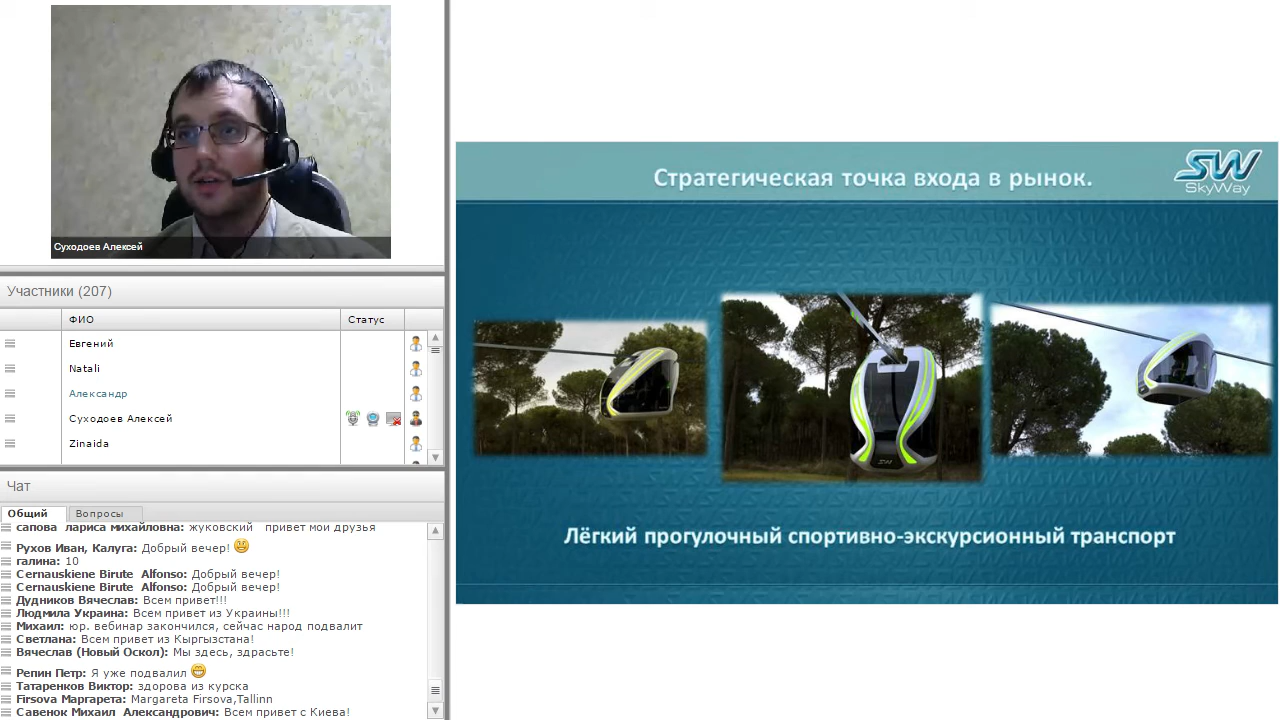 Суходоев Алексей
Участники (207)
ФИО
Статус
Евгений
Natali
Александр
Суходоев Алексей
Zinaida
Чат
Общий
Вопросы
сапова лариса михайловна: жуковский привет мои друзья
Рухов Иван, Калуга: Добрый вечер!
галина: 10
Cernauskiene Birute Alfonso: Добрый вечер!
Cernauskiene Birute Alfonso: Добрый вечер!
Дудников Вячеслав: Всем привет!!!
Людмила Украина: Всем привет из Украины!!!
Михаил: юр. вебинар закончился, сейчас народ подвалит
Светлана: Всем привет из Кыргызстана!
Вячеслав (Новый Оскол): Мы здесь, здрасьте!
Репин Петр: Я уже подвалил
Татаренков Виктор: здорова из курска
Firsova Маргарета: Margareta Firsova,Tallinn
Савенок Михаил Александрович: Всем привет с Киева!
Стратегическая точка входа в рынок.
SW
SkyWay
SW
Лёгкий прогулочный спортивно-экскурсионный транспорт